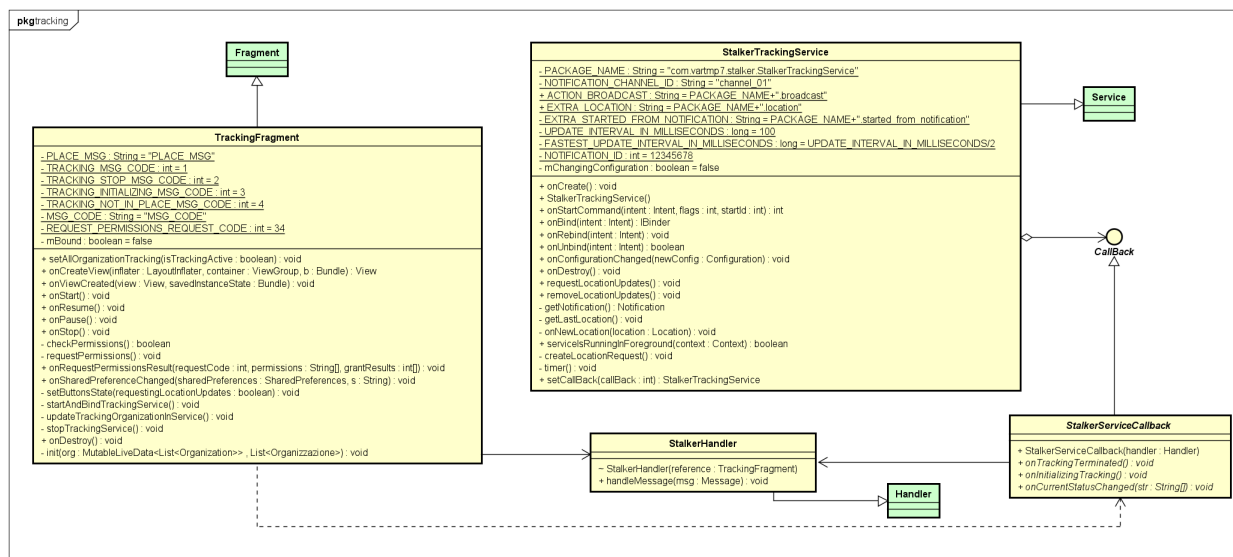 pkg tracking
Fragment
TrackingFragment
- PLACE_MSG : String = "PLACE_MSG"
- TRACKING_MSG_CODE : int = 1
- TRACKING_STOP_MSG_CODE : int = 2
- TRACKING_INITIALIZING_MSG_CODE : int = 3
- TRACKING_NOT_IN_PLACE_MSG_CODE : int = 4
- MSG_CODE : String = "MSG_CODE"
- REQUEST_PERMISSIONS_REQUEST_CODE : int = 34
- mBound : boolean = false
+ setAllOrganizationTracking(isTrackingActive : boolean) : void
+ onCreateView(inflater : LayoutInflater, container : ViewGroup, b : Bundle) : View
+ onViewCreated(view : View, savedInstanceState : Bundle) : void
+ onStart() : void
+ onResume() : void
+ onPause() : void
+ onStop() : void
- checkPermissions() : boolean
- requestPermissions() : void
+ onRequestPermissionsResult(requestCode : int, permissions : String[], grantResults : int[]) : void
+ onSharedPreferenceChanged(sharedPreferences : SharedPreferences, s : String) : void
- setButtonsState(requestingLocationUpdates : boolean) : void
- startAndBindTrackingService() : void
- updateTrackingOrganizationInService() : void
- stopTrackingService() : void
+ onDestroy() : void
- init(org : MutableLiveData<List<Organization>> , List<Organizzazione>) : void
StalkerTrackingService
- PACKAGE_NAME : String = "com.vartmp7.stalker.StalkerTrackingService"
- NOTIFICATION_CHANNEL_ID : String = "channel_01"
+ ACTION_BROADCAST : String = PACKAGE_NAME+".broadcast"
+ EXTRA_LOCATION : String = PACKAGE_NAME+".location"
- EXTRA_STARTED_FROM_NOTIFICATION : String = PACKAGE_NAME+".started_from_notification"
- UPDATE_INTERVAL_IN_MILLISECONDS : long = 100
- FASTEST_UPDATE_INTERVAL_IN_MILLISECONDS : long = UPDATE_INTERVAL_IN_MILLISECONDS/2
- NOTIFICATION_ID : int = 12345678
- mChangingConfiguration : boolean = false
+ onCreate() : void
+ StalkerTrackingService()
+ onStartCommand(intent : Intent, flags : int, startId : int) : int
+ onBind(intent : Intent) : IBinder
+ onRebind(intent : Intent) : void
+ onUnbind(intent : Intent) : boolean
+ onConfigurationChanged(newConfig : Configuration) : void
+ onDestroy() : void
+ requestLocationUpdates() : void
+ removeLocationUpdates() : void
- getNotification() : Notification
- getLastLocation() : void
- onNewLocation(location : Location) : void
+ serviceIsRunningInForeground(context : Context) : boolean
- createLocationRequest() : void
- timer() : void
+ setCallBack(callBack : int) : StalkerTrackingService
Service
CallBack
StalkerServiceCallback
+ StalkerServiceCallback(handler : Handler)
+ onTrackingTerminated() : void
+ onInitializingTracking() : void
+ onCurrentStatusChanged(str : String[]) : void
StalkerHandler
~ StalkerHandler(reference : TrackingFragment)
+ handleMessage(msg : Message) : void
Handler